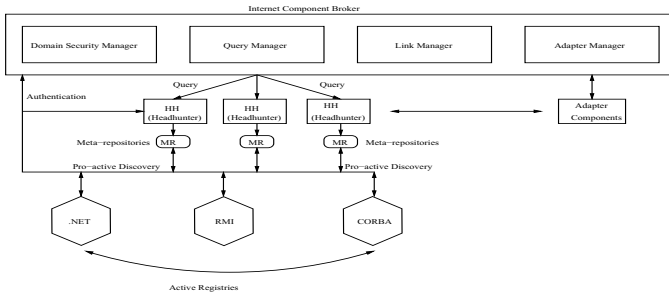 Internet Component Broker
Domain Security Manager
Query Manager
Link Manager
Adapter Manager
Query
Query
Authentication
HH
(Headhunter)
HH
(Headhunter)
HH
(Headhunter)
Adapter
Components
Meta-repositories
MR
MR
MR
Meta-repositories
Pro-active Discovery
Pro-active Discovery
.NET
RMI
CORBA
Active Registries